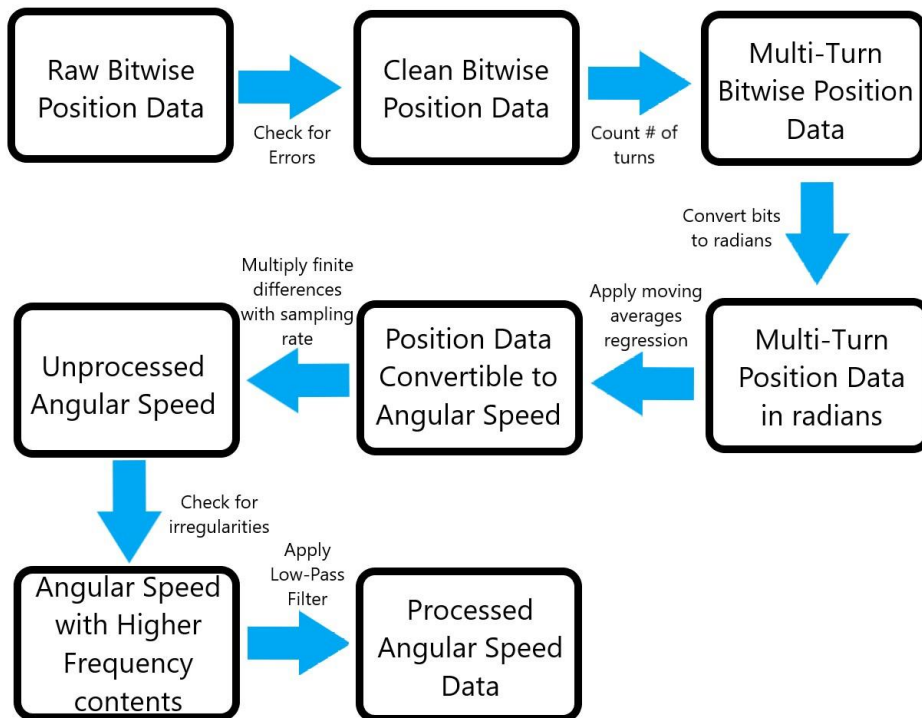 Raw Bitwise
Position Data
Check for
Errors
Clean Bitwise
Position Data
Count # of
turns
Multi-Turn
Bitwise Position
Data
Convert bits
to radians
Multi-Turn
Position Data
in radians
Apply moving
averages
regression
Position Data
Convertible to
Angular Speed
Multiply finite
differences
with sampling
rate
Unprocessed
Angular Speed
Check for
irregularities
Angular Speed
with Higher
Frequency
contents
Apply
Low-Pass
Filter
Processed
Angular Speed
Data